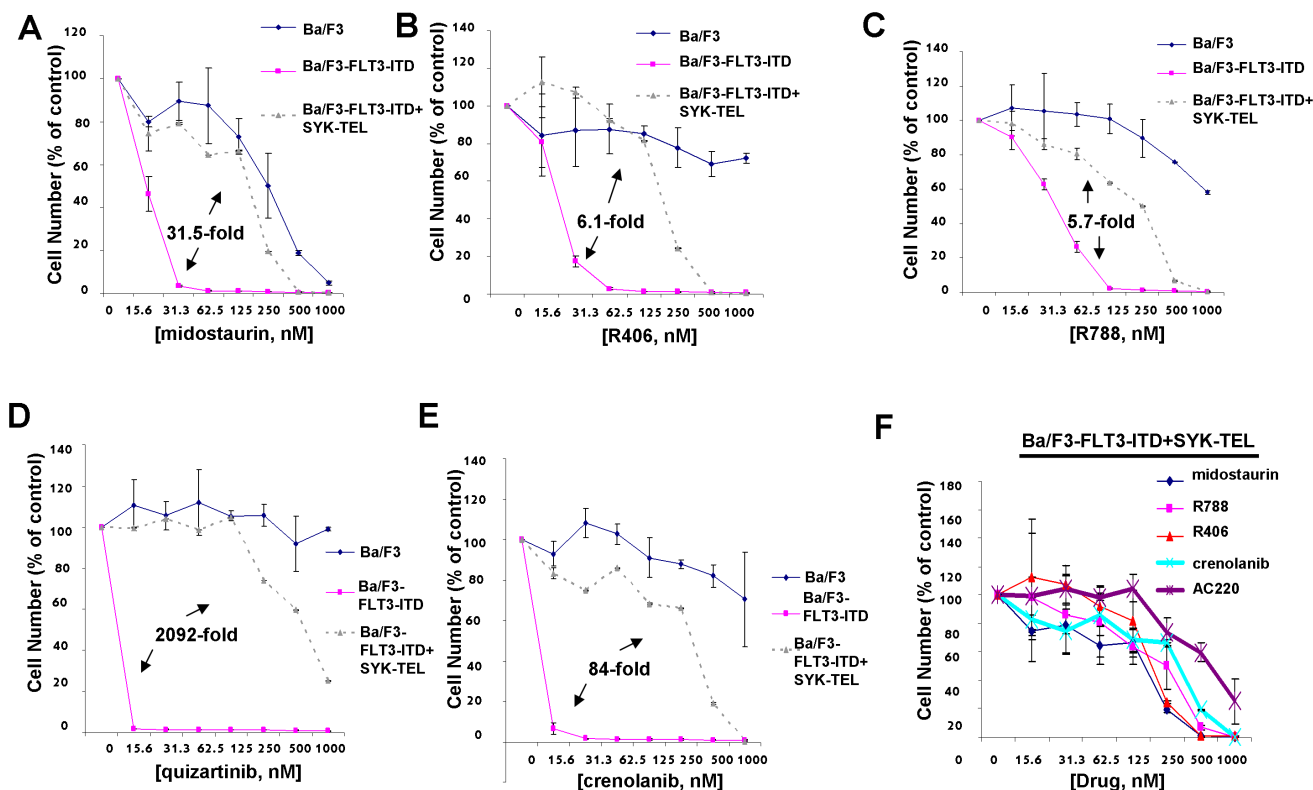 A
Cell Number (% of control)
120
100
80
60
40
20
0
Ba/F3
Ba/F3-FLT3-ITD
Ba/F3-FLT3-ITD+
SYK-TEL
31.5-fold
0 15.6 31.3 62.5 125 250 500 1000
[midostaurin, nM]
B
Cell Number (% of control)
140
120
100
80
60
40
20
0
Ba/F3
Ba/F3-FLT3-ITD
Ba/F3-FLT3-ITD+
SYK-TEL
6.1-fold
0 15.6 31.3 62.5 125 250 500 1000
[R406, nM]
C
Cell Number (% of control)
140
120
100
80
60
40
20
0
Ba/F3
Ba/F3-FLT3-ITD
Ba/F3-FLT3-ITD+
SYK-TEL
5.7-fold
0 15.6 31.3 62.5 125 250 500 1000
[R788, nM]
D
Cell Number (% of control)
140
120
100
80
60
40
20
0
Ba/F3
Ba/F3-
FLT3-ITD
Ba/F3-
FLT3-ITD+
SYK-TEL
2092-fold
0 15.6 31.3 62.5 125 250 500 1000
[quizartinib, nM]
E
Cell Number (% of control)
140
120
100
80
60
40
20
0
Ba/F3
Ba/F3-
FLT3-ITD
Ba/F3-
FLT3-ITD+
SYK-TEL
84-fold
0 15.6 31.3 62.5 125 250 500 1000
[crenolanib, nM]
F
Ba/F3-FLT3-ITD+SYK-TEL
Cell Number (% of control)
180
160
140
120
100
80
60
40
20
0
midostaurin
R788
R406
crenolanib
AC220
0 15.6 31.3 62.5 125 250 500 1000
[Drug, nM]